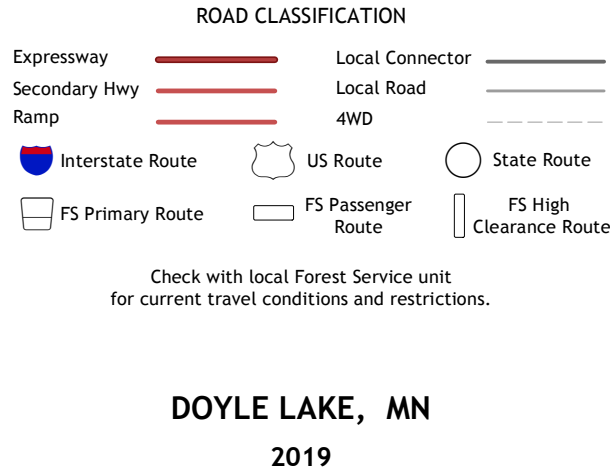 ROAD CLASSIFICATION
Expressway
Local Connector
Secondary Hwy
Local Road
Ramp
4WD
Interstate Route
US Route
State Route
FS Primary Route
FS Passenger
Route
FS High
Clearance Route
Check with local Forest Service unit
for current travel conditions and restrictions.
DOYLE LAKE, MN
2019